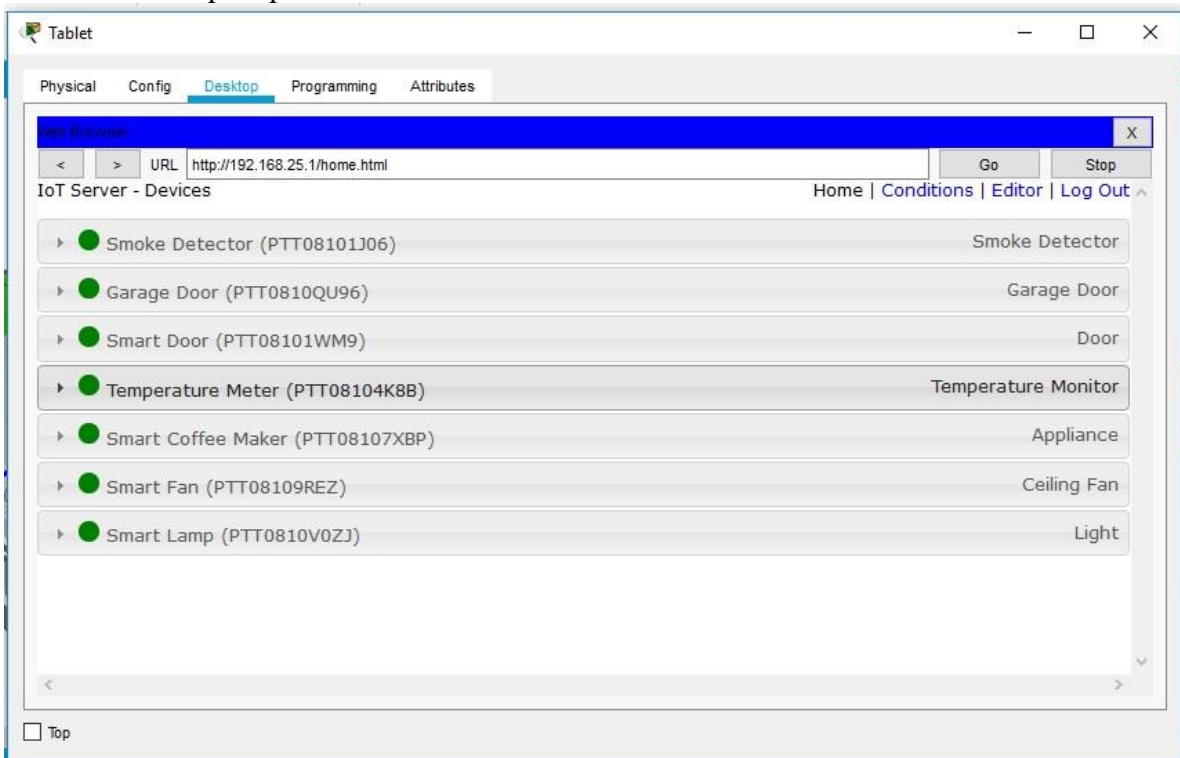 Tablet
Physical Config Desktop Programming Attributes
Web Browser X
< > URL http://192.168.25.1/home.html Go Stop
IoT Server - Devices Home | Conditions | Editor | Log Out
Smoke Detector (PTT08101J06) Smoke Detector
Garage Door (PTT0810QU96) Garage Door
Smart Door (PTT08101WM9) Door
Temperature Meter (PTT08104K8B) Temperature Monitor
Smart Coffee Maker (PTT08107XBP) Appliance
Smart Fan (PTT08109REZ) Ceiling Fan
Smart Lamp (PTT0810V0ZJ) Light
Top